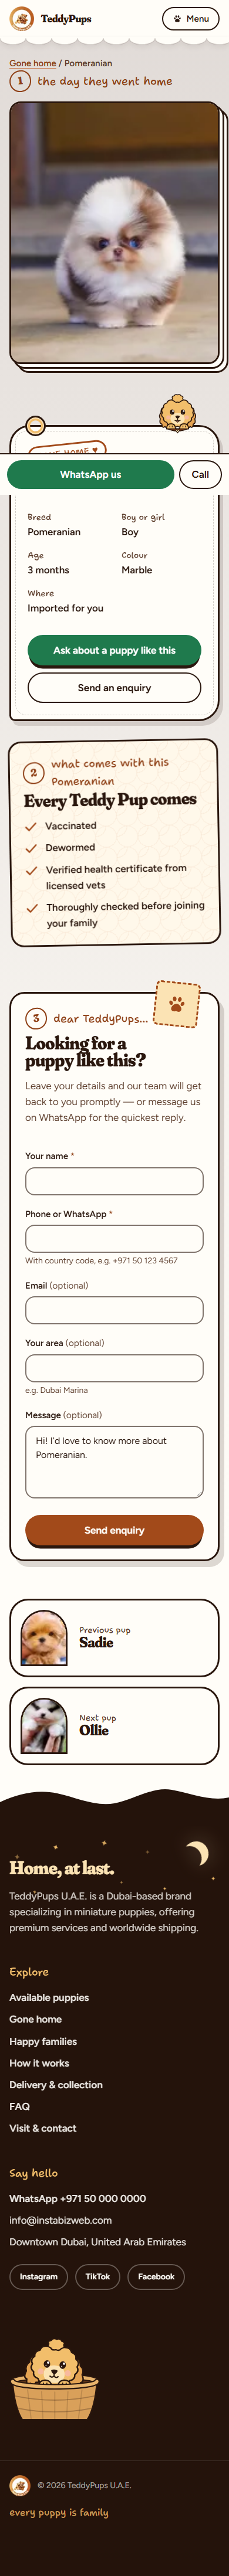 TeddyPups
Menu
Gone home / Pomeranian
1 the day they went home
WhatsApp us
Call
Breed
Pomeranian
Boy or girl
Boy
Age
3 months
Colour
Marble
Where
Imported for you
Ask about a puppy like this
Send an enquiry
2 what comes with this
Pomeranian
Every Teddy Pup comes
Vaccinated
Dewormed
Verified health certificate from
licensed vets
Thoroughly checked before joining
your family
3 dear TeddyPups...
Looking for a
puppy like this?
Leave your details and our team will get
back to you promptly — or message us
on WhatsApp for the quickest reply.
Your name *
Phone or WhatsApp *
With country code, e.g. +971 50 123 4567
Email (optional)
Your area (optional)
e.g. Dubai Marina
Message (optional)
Hi! I'd love to know more about
Pomeranian.
Send enquiry
Previous pup
Sadie
Next pup
Ollie
Home, at last.
TeddyPups U.A.E. is a Dubai-based brand
specializing in miniature puppies, offering
premium services and worldwide shipping.
Explore
Available puppies
Gone home
Happy families
How it works
Delivery & collection
FAQ
Visit & contact
Say hello
WhatsApp +971 50 000 0000
info@instabizweb.com
Downtown Dubai, United Arab Emirates
Instagram
TikTok
Facebook
© 2026 TeddyPups U.A.E.
every puppy is family